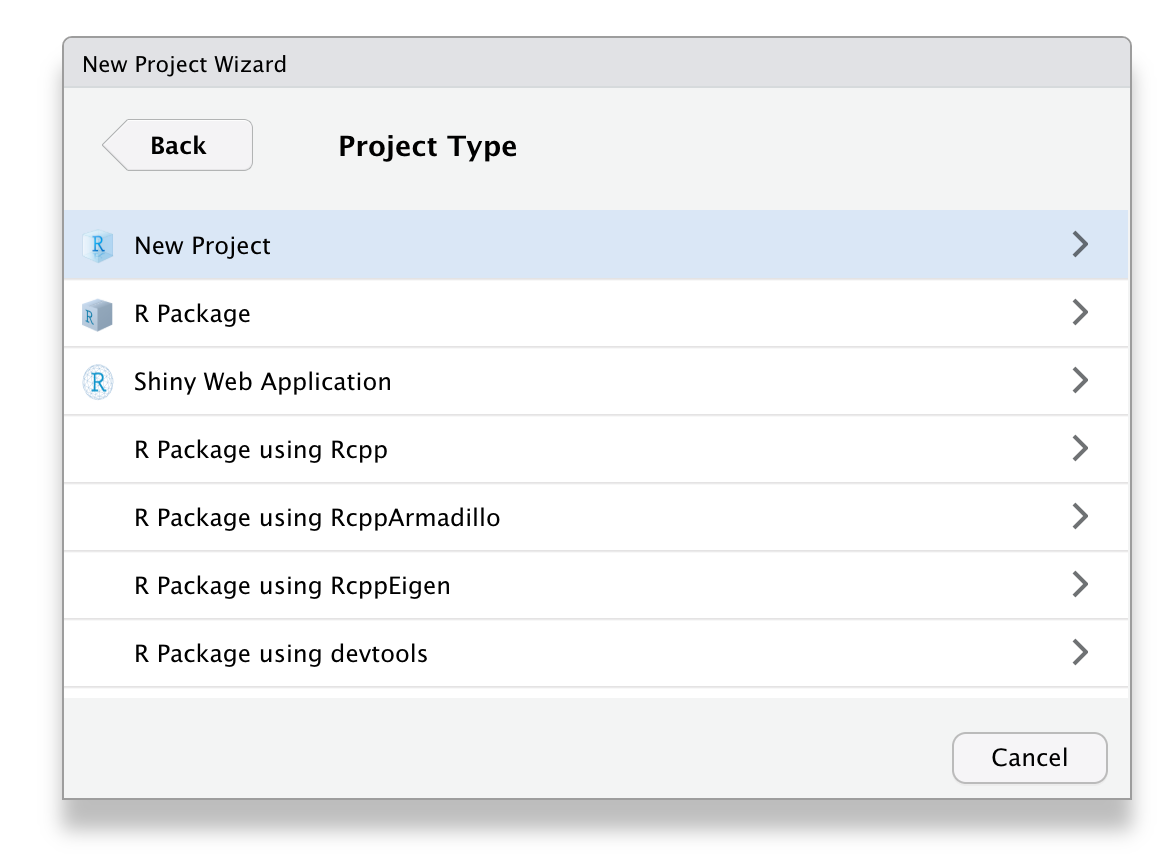 New Project Wizard
Back
Project Type
R New Project
R R Package
R Shiny Web Application
R Package using Rcpp
R Package using RcppArmadillo
R Package using RcppEigen
R Package using devtools
Cancel